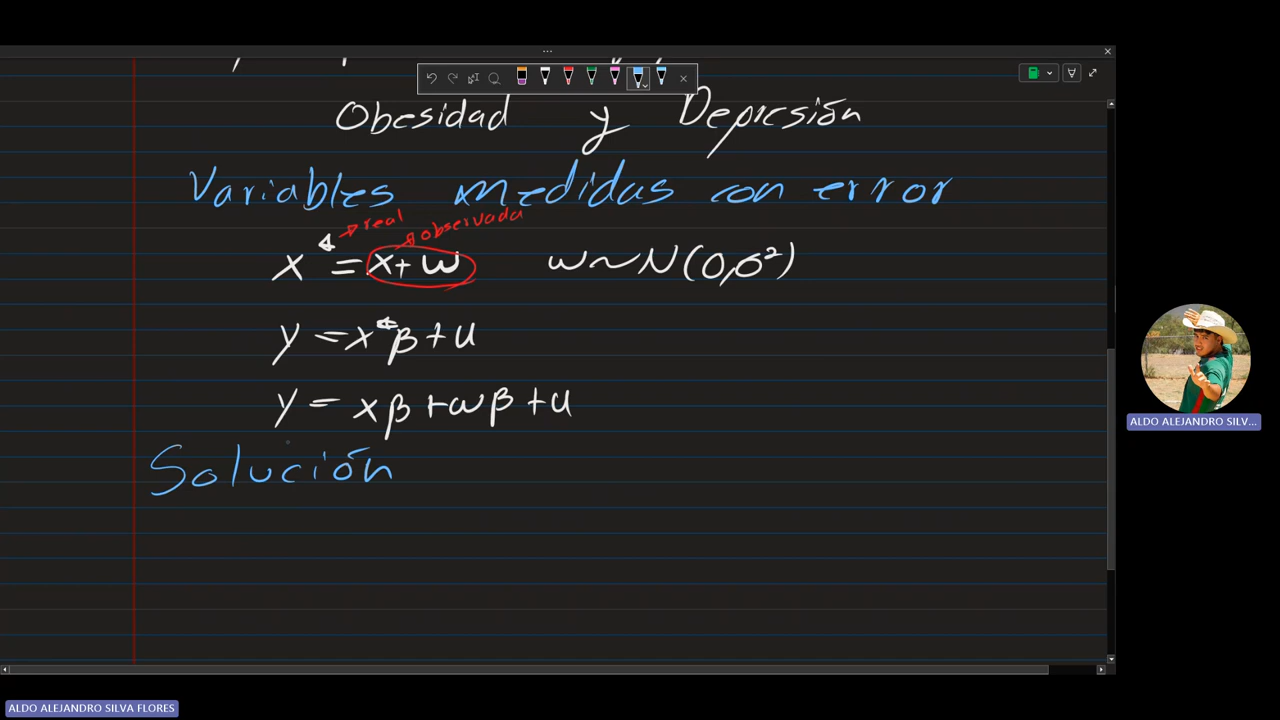 Obesidad y Depresión
Variables medidas con error
real
observada
x* = x + w w ~ N(0,σ²)
y = x*β + u
y = xβ + wβ + u
Solución
ALDO ALEJANDRO SILV...
ALDO ALEJANDRO SILVA FLORES